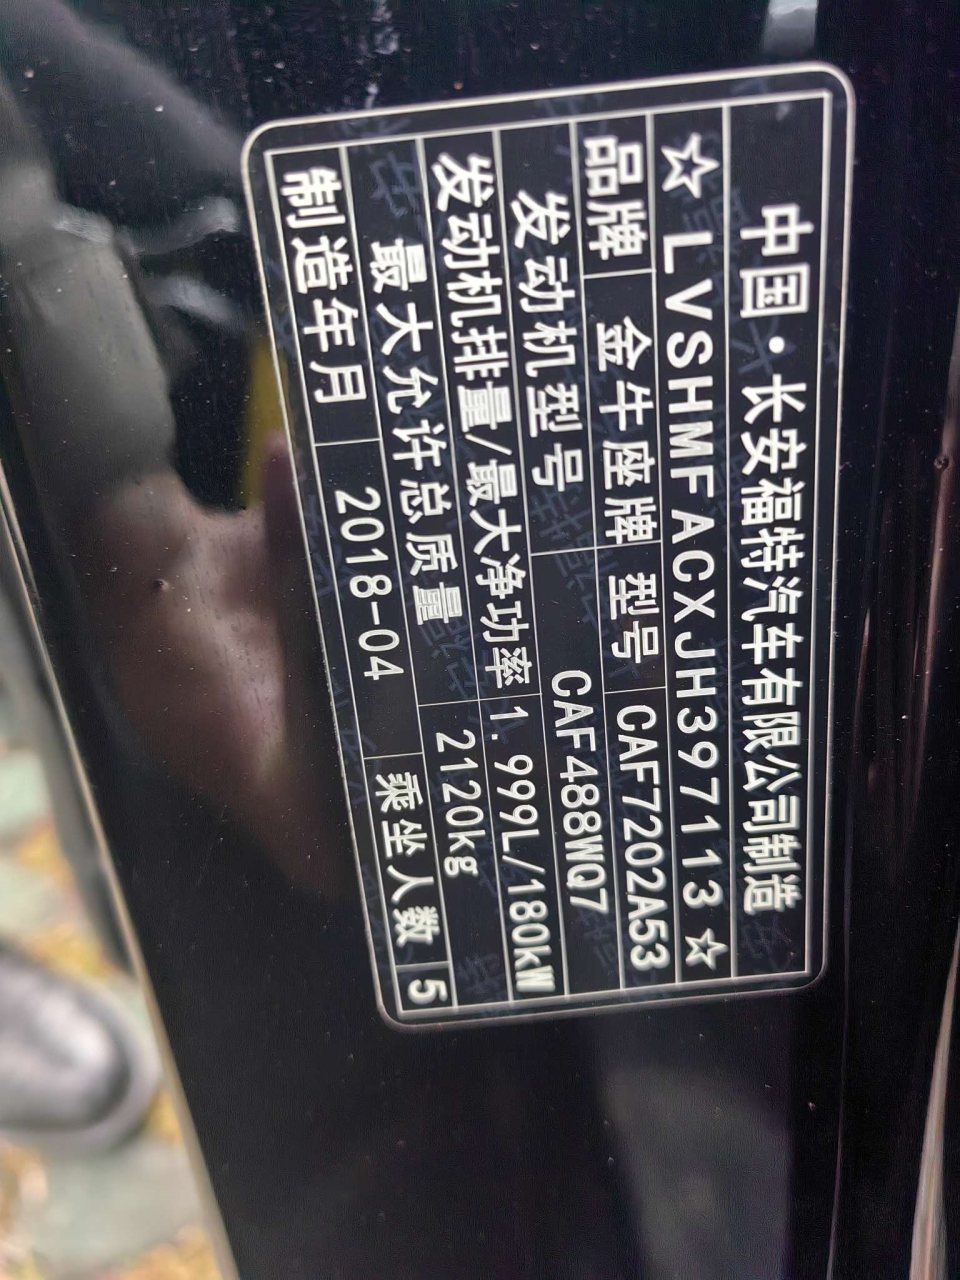 中国·长安福特汽车有限公司制造
☆LVSHMFACXJH397113☆
品牌 金牛座牌 型号 CAF7202A53
发动机型号 CAF488WQ7
发动机排量/最大净功率 1.999L/180kW
最大允许总质量 2120kg
制造年月 2018-04 乘坐人数 5